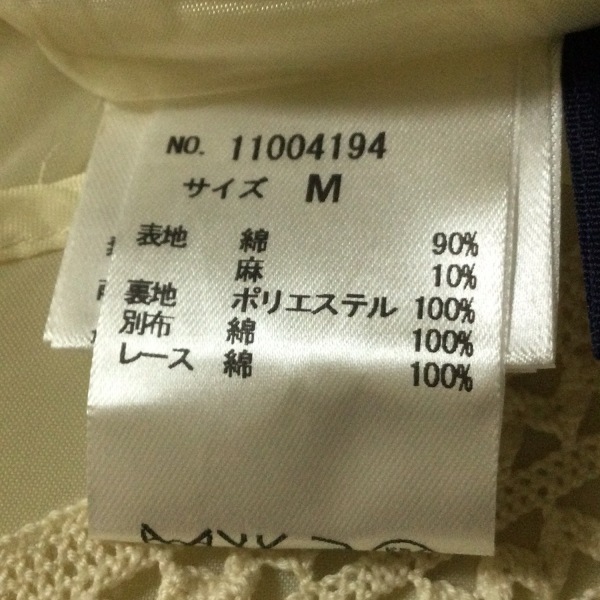 NO. 11004194
サイズ M
表地 綿 90%
麻 10%
裏地 ポリエステル 100%
別布 綿 100%
レース 綿 100%